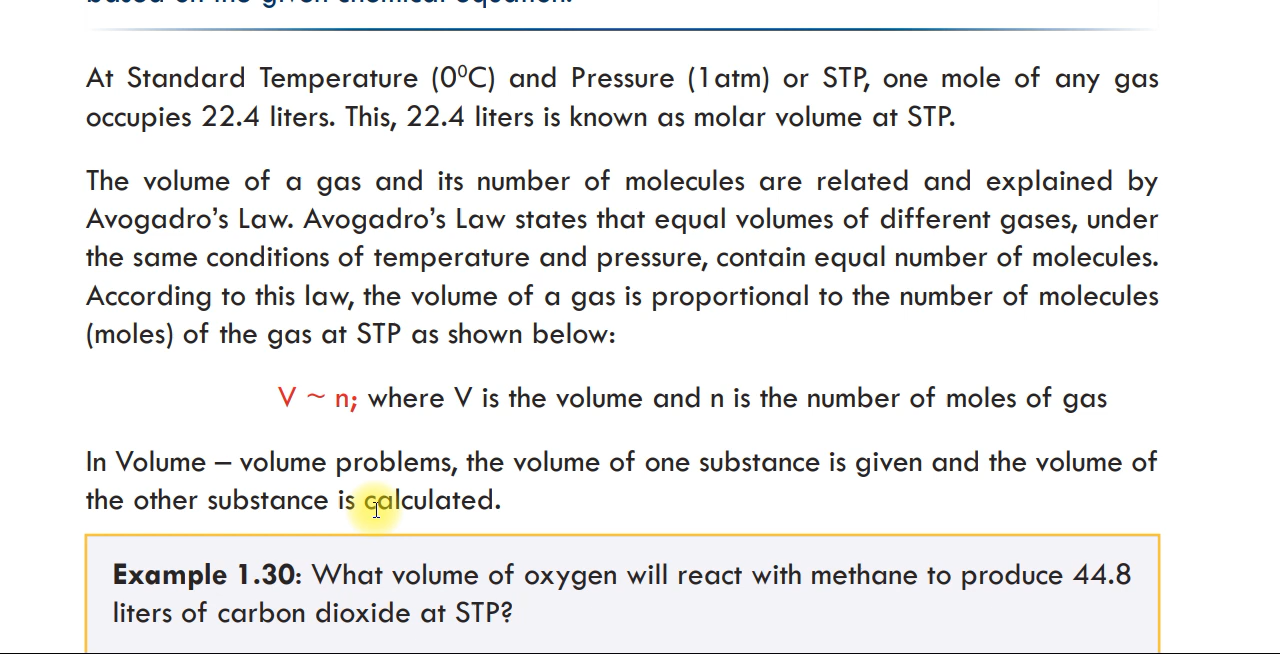 based on the given chemical equation.
At Standard Temperature (0⁰C) and Pressure (1atm) or STP, one mole of any gas
occupies 22.4 liters. This, 22.4 liters is known as molar volume at STP.
The volume of a gas and its number of molecules are related and explained by
Avogadro's Law. Avogadro's Law states that equal volumes of different gases, under
the same conditions of temperature and pressure, contain equal number of molecules.
According to this law, the volume of a gas is proportional to the number of molecules
(moles) of the gas at STP as shown below:
V ~ n; where V is the volume and n is the number of moles of gas
In Volume – volume problems, the volume of one substance is given and the volume of
the other substance is calculated.
Example 1.30: What volume of oxygen will react with methane to produce 44.8
liters of carbon dioxide at STP?